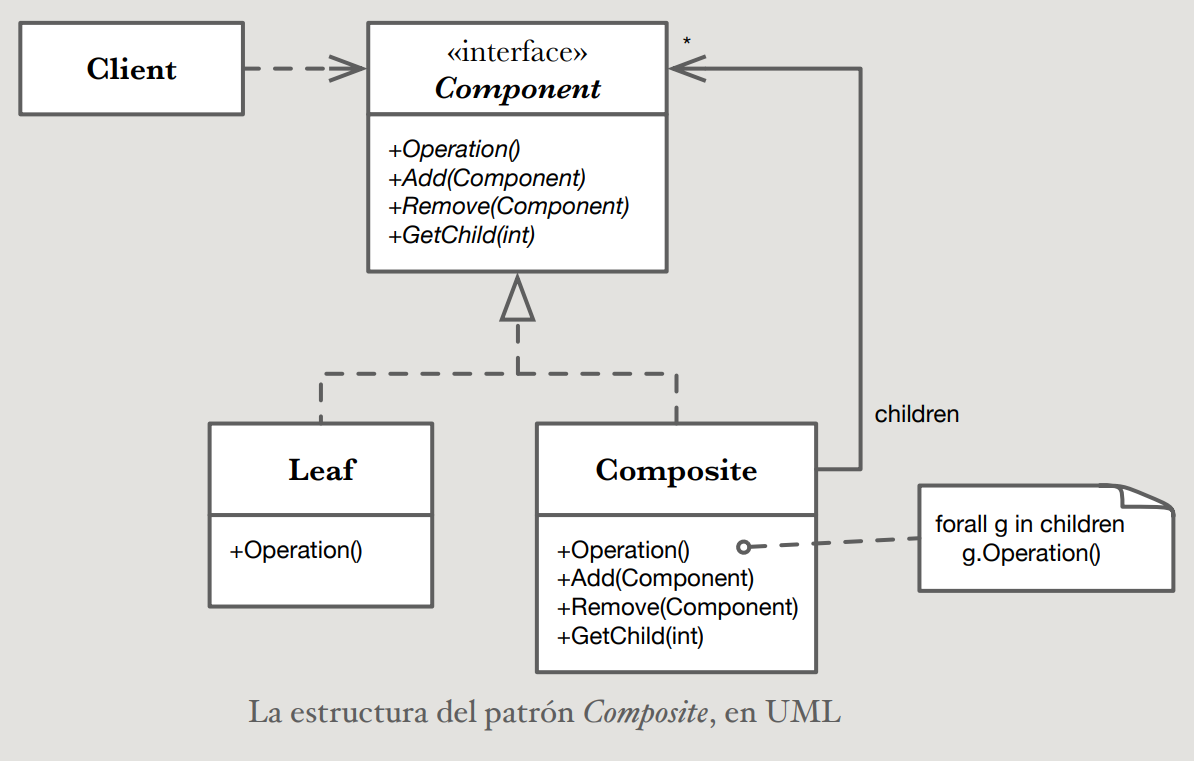 Client
«interface»
Component
*
+Operation()
+Add(Component)
+Remove(Component)
+GetChild(int)
children
Leaf
+Operation()
Composite
+Operation()
+Add(Component)
+Remove(Component)
+GetChild(int)
forall g in children
g.Operation()
La estructura del patrón Composite, en UML